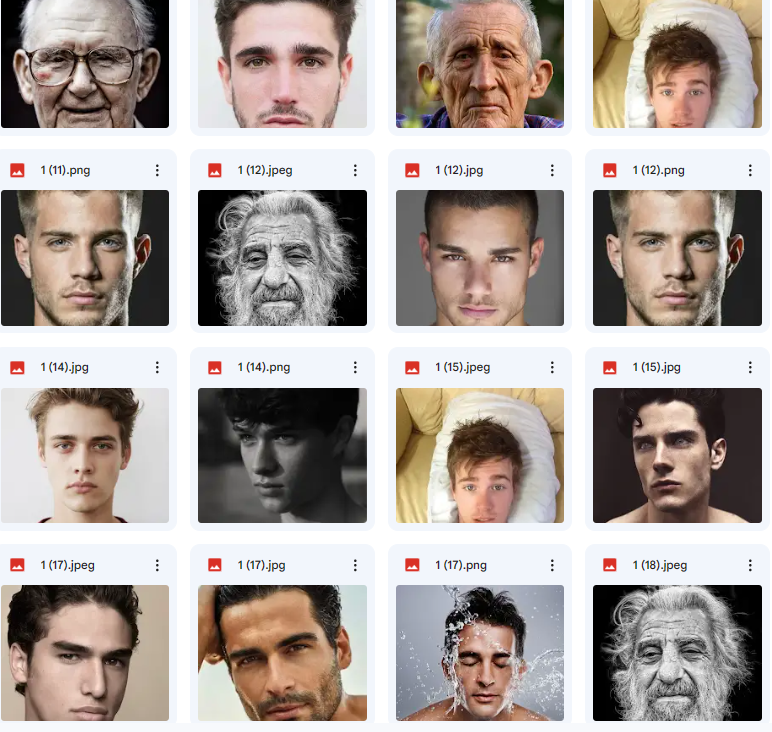 1 (11).png
1 (12).jpeg
1 (12).jpg
1 (12).png
1 (14).jpg
1 (14).png
1 (15).jpeg
1 (15).jpg
1 (17).jpeg
1 (17).jpg
1 (17).png
1 (18).jpeg